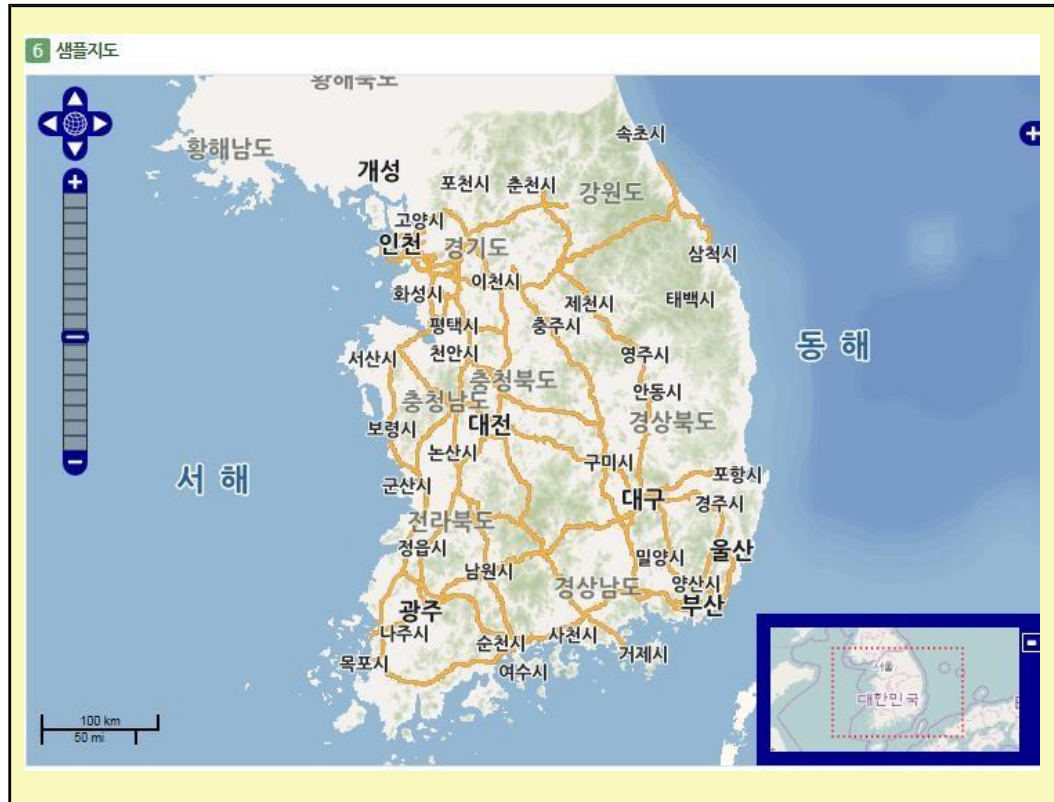 6 샘플지도
황해북도
속초시
황해남도
개성
포천시
춘천시
강원도
고양시
인천
경기도
삼척시
이천시
화성시
제천시
태백시
평택시
충주시
서산시
천안시
영주시
동해
충청북도
안동시
충청남도
경상북도
보령시
대전
논산시
구미시
포항시
서해
군산시
대구
경주시
전라북도
정읍시
울산
밀양시
남원시
경상남도
양산시
부산
광주
나주시
순천시
사천시
거제시
목포시
여수시
서울
대한민국
100 km
50 mi